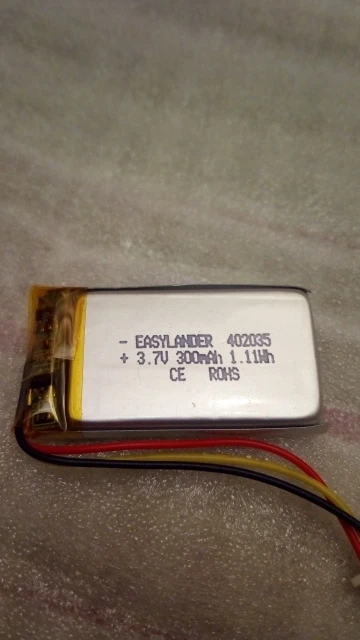 - EASYLANDER 402035
+ 3.7V 300mAh 1.11Wh
CE ROHS